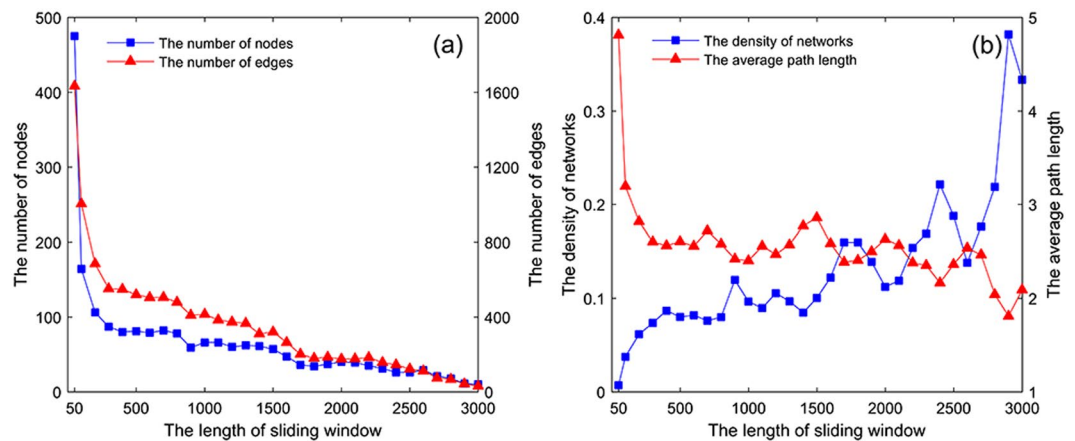 (a)
The number of nodes
The number of edges
500
400
300
200
100
0
The number of nodes
2000
1600
1200
800
400
0
The number of edges
50 500 1000 1500 2000 2500 3000
The length of sliding window
(b)
The density of networks
The average path length
0.4
0.3
0.2
0.1
0
The density of networks
5
4
3
2
1
The average path length
50 500 1000 1500 2000 2500 3000
The length of sliding window